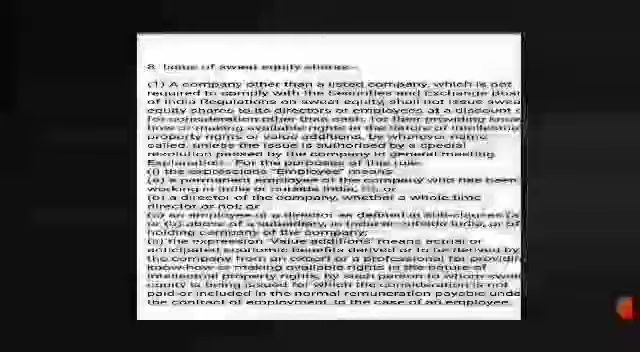 8. Issue of sweat equity shares.-
(1) A company other than a listed company, which is not
required to comply with the Securities and Exchange Board
of India Regulations on sweat equity, shall not issue sweat
equity shares to its directors or employees at a discount
for consideration other than cash, for their providing know
how or making available rights in the nature of intellectual
property rights or value additions, by whatever name
called, unless the issue is authorised by a special
resolution passed by the company in general meeting.
Explanation.- For the purposes of this rule-
(i) the expressions "Employee" means-
(a) a permanent employee of the company who has been
working in India or outside India, or
(b) a director of the company, whether a whole time
director or not; or
(c) an employee or a director as defined in sub-clauses (a)
or (b) above of a subsidiary, in India or outside India, or of
holding company of the company;
(ii) the expression 'Value additions' means actual or
anticipated economic benefits derived or to be derived by
the company from an expert or a professional for providing
know-how or making available rights in the nature of
intellectual property rights, by such person to whom sweat
equity is being issued for which the consideration is not
paid or included in the normal remuneration payable under
the contract of employment, in the case of an employee.